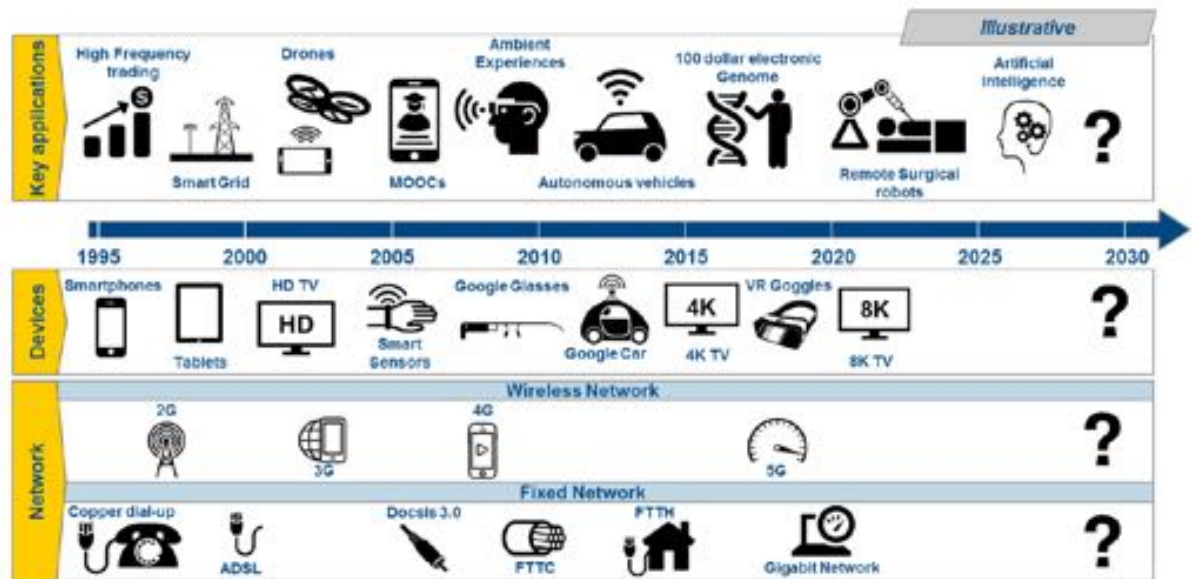 Illustrative
Key applications
High Frequency
trading
Smart Grid
Drones
MOOCs
Ambient
Experiences
Autonomous vehicles
100 dollar electronic
Genome
Remote Surgical
robots
Artificial
Intelligence
?
1995 2000 2005 2010 2015 2020 2025 2030
Devices
Smartphones
Tablets
HD TV
HD
Smart
Sensors
Google Glasses
Google Car
4K
4K TV
VR Goggles
8K
8K TV
?
Network
Wireless Network
2G
3G
4G
5G
?
Fixed Network
Copper dial-up
ADSL
Docsis 3.0
FTTC
FTTH
Gigabit Network
?